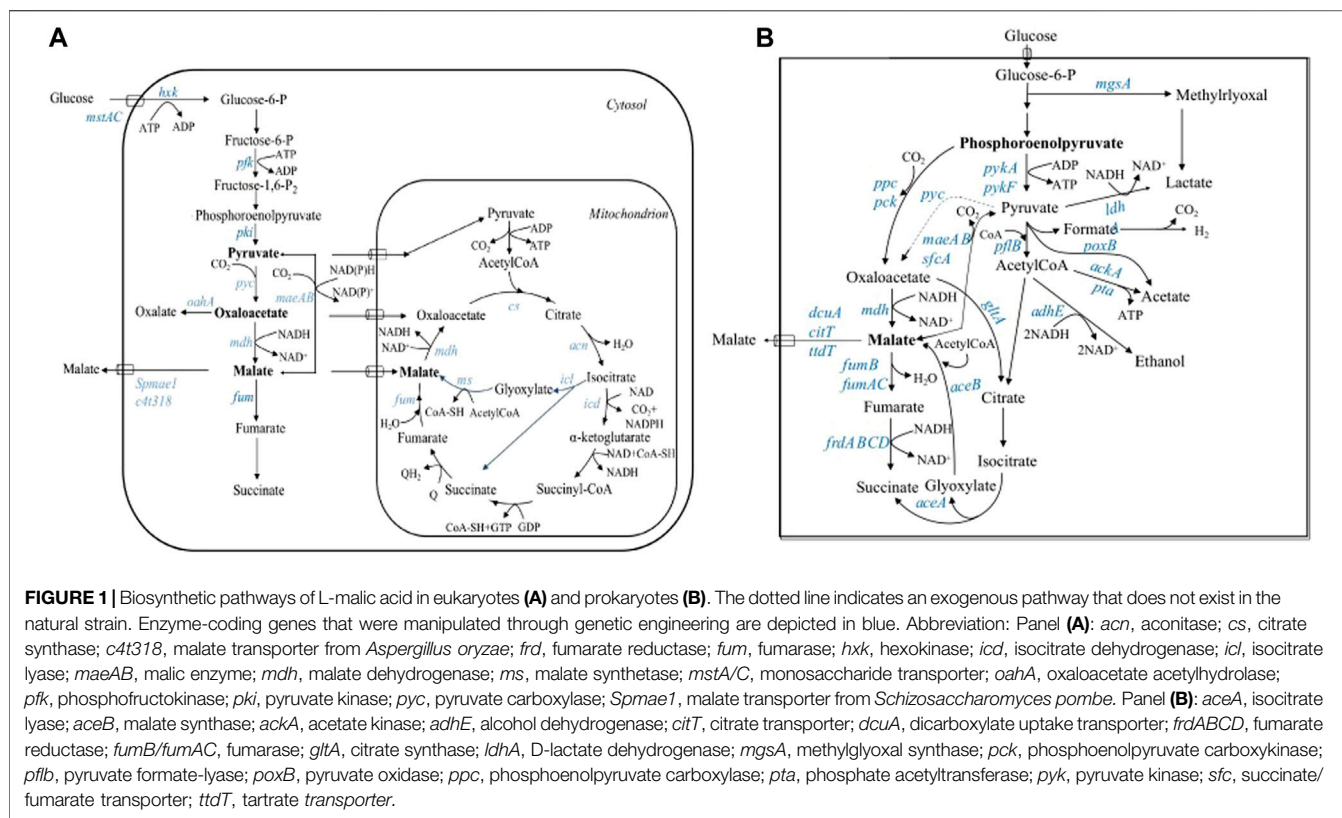 A
Glucose
mstAC
hxk
ATP
ADP
Glucose-6-P
Cytosol
Fructose-6-P
pfk
ATP
ADP
Fructose-1,6-P2
Phosphoroenolpyruvate
pki
Pyruvate
CO2
pyc
CO2
maeAB
NAD(P)H
NAD(P)+
oahA
Oxalate
Oxaloacetate
mdh
NADH
NAD+
Malate
Spmae1
c4t318
Malate
fum
Fumarate
Succinate
Mitochondrion
Pyruvate
CO2
ADP
ATP
AcetylCoA
Oxaloacetate
cs
Citrate
NADH
NAD+
mdh
acn
H2O
Malate
ms
Glyoxylate
icl
Isocitrate
CoA-SH
AcetylCoA
icd
NAD
CO2+
NADPH
fum
H2O
Fumarate
α-ketoglutarate
NAD+CoA-SH
NADH
QH2
Q
Succinate
Succinyl-CoA
CoA-SH+GTP
GDP
B
Glucose
Glucose-6-P
mgsA
Methylrlyoxal
Phosphoroenolpyruvate
CO2
ppc
pck
pyc
pykA
pykF
ADP
ATP
NADH
NAD+
Lactate
ldh
A
Pyruvate
CO2
maeAB
sfcA
CoA
pflB
Formate
CO2
H2
poxB
Oxaloacetate
AcetylCoA
ackA
pta
Acetate
ATP
mdh
NADH
NAD+
gltA
adhE
2NADH
2NAD+
Ethanol
dcuA
citT
ttdT
Malate
Malate
AcetylCoA
fumB
fumAC
H2O
aceB
Citrate
Fumarate
frdABCD
NADH
NAD+
Isocitrate
Succinate
Glyoxylate
aceA
FIGURE 1 | Biosynthetic pathways of L-malic acid in eukaryotes (A) and prokaryotes (B). The dotted line indicates an exogenous pathway that does not exist in the
natural strain. Enzyme-coding genes that were manipulated through genetic engineering are depicted in blue. Abbreviation: Panel (A): acn, aconitase; cs, citrate
synthase; c4t318, malate transporter from Aspergillus oryzae; frd, fumarate reductase; fum, fumarase; hxk, hexokinase; icd, isocitrate dehydrogenase; icl, isocitrate
lyase; maeAB, malic enzyme; mdh, malate dehydrogenase; ms, malate synthetase; mstA/C, monosaccharide transporter; oahA, oxaloacetate acetylhydrolase;
pfk, phosphofructokinase; pki, pyruvate kinase; pyc, pyruvate carboxylase; Spmae1, malate transporter from Schizosaccharomyces pombe. Panel (B): aceA, isocitrate
lyase; aceB, malate synthase; ackA, acetate kinase; adhE, alcohol dehydrogenase; citT, citrate transporter; dcuA, dicarboxylate uptake transporter; frdABCD, fumarate
reductase; fumB/fumAC, fumarase; gltA, citrate synthase; ldhA, D-lactate dehydrogenase; mgsA, methylglyoxal synthase; pck, phosphoenolpyruvate carboxykinase;
pflb, pyruvate formate-lyase; poxB, pyruvate oxidase; ppc, phosphoenolpyruvate carboxylase; pta, phosphate acetyltransferase; pyk, pyruvate kinase; sfc, succinate/
fumarate transporter; ttdT, tartrate transporter.